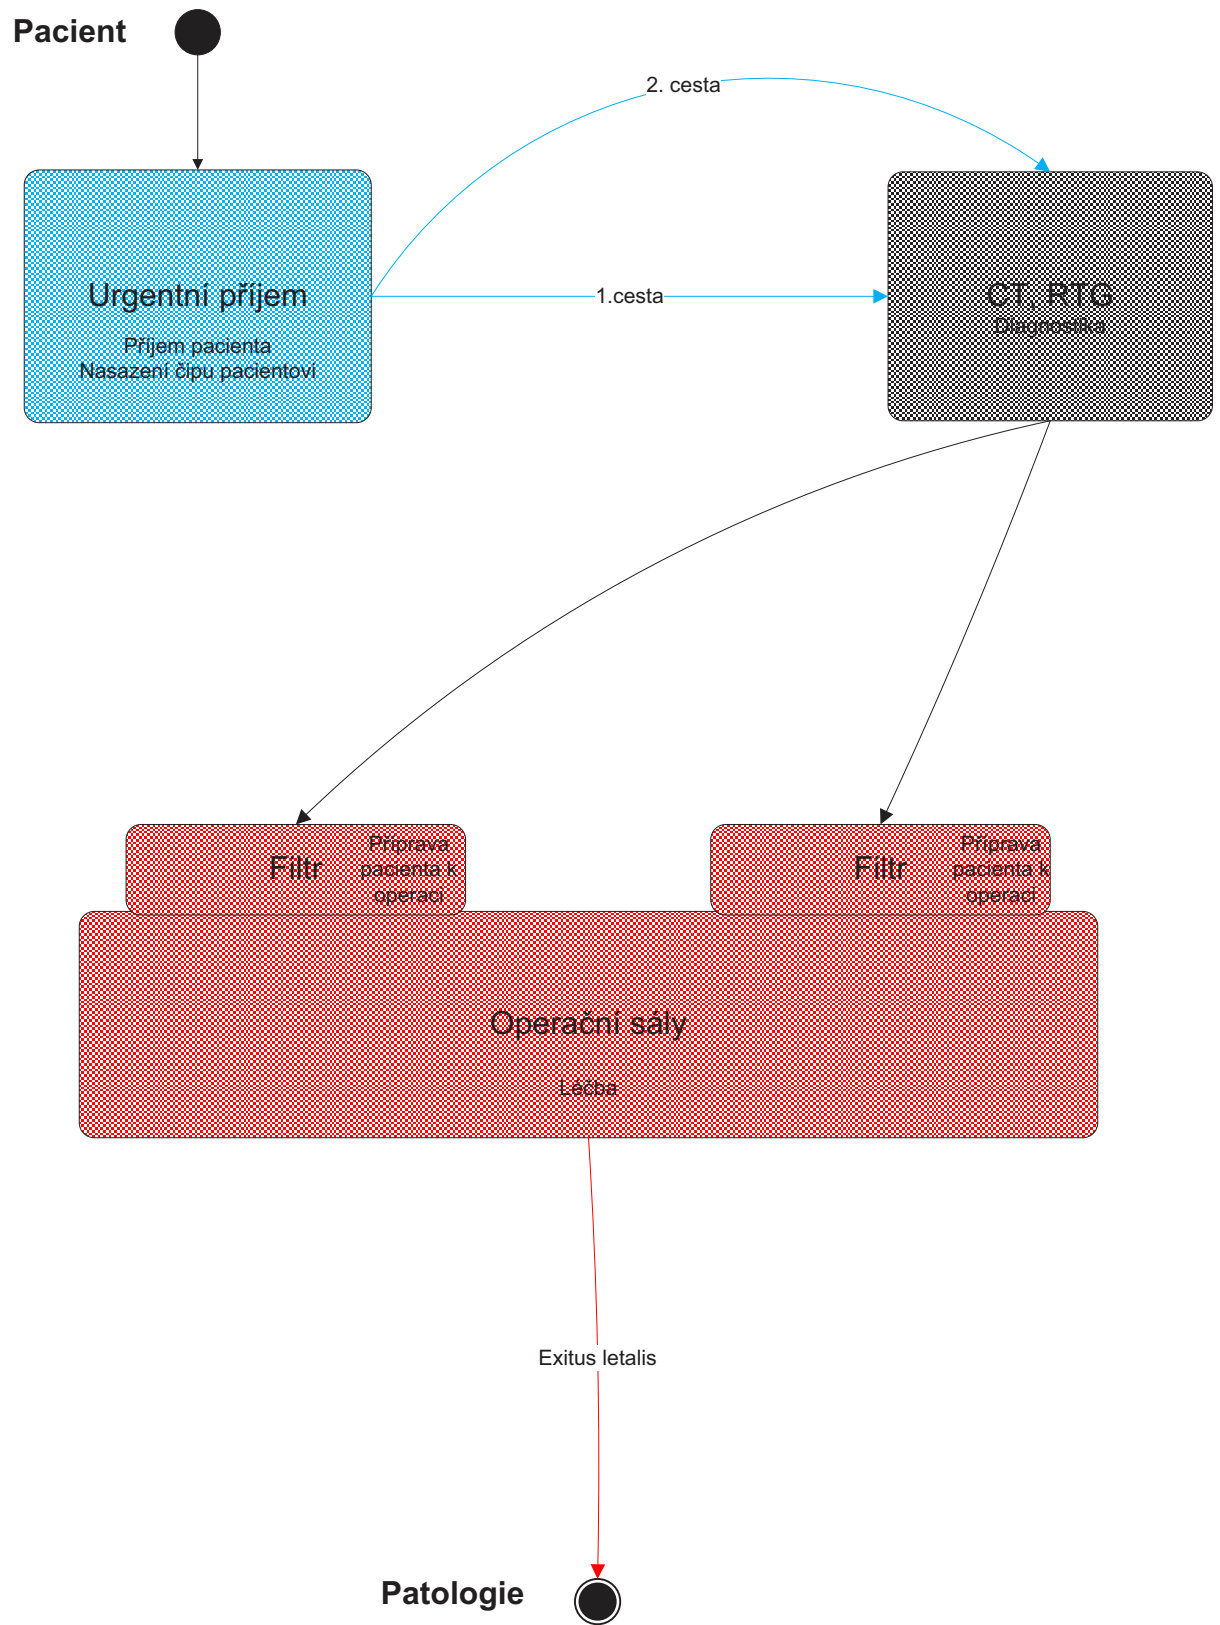 Pacient
2. cesta
1.cesta
Urgentní příjem
Příjem pacienta
Nasazení čipu pacientovi
CT, RTG
Diagnostika
Filtr
Příprava
pacienta k
operaci
Filtr
Příprava
pacienta k
operaci
Operační sály
Léčba
Exitus letalis
Patologie